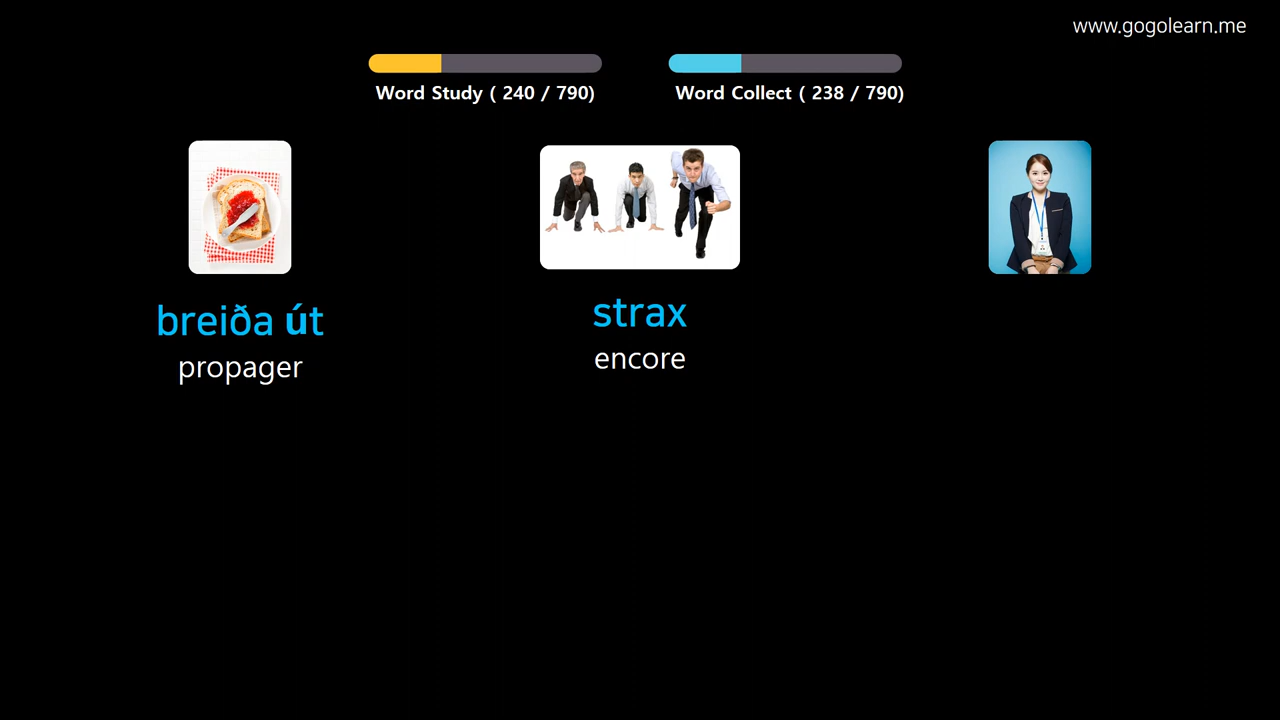 www.gogolearn.me
Word Study ( 240 / 790)
Word Collect ( 238 / 790)
breiða út
propager
strax
encore